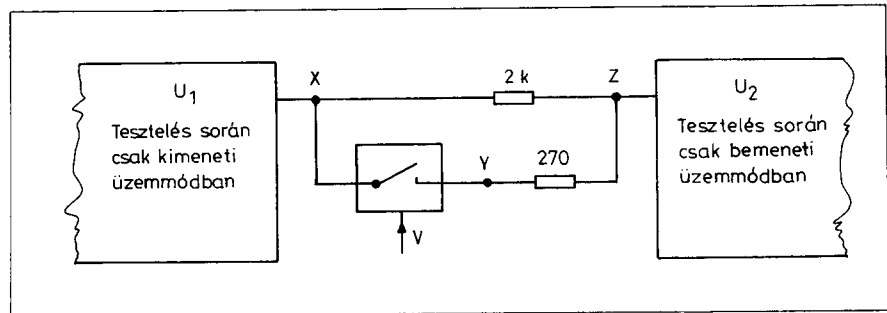 U₁
Tesztelés során
csak kimeneti
üzemmódban
X
2 k
Z
U₂
Tesztelés során
csak bemeneti
üzemmódban
Y
270
V